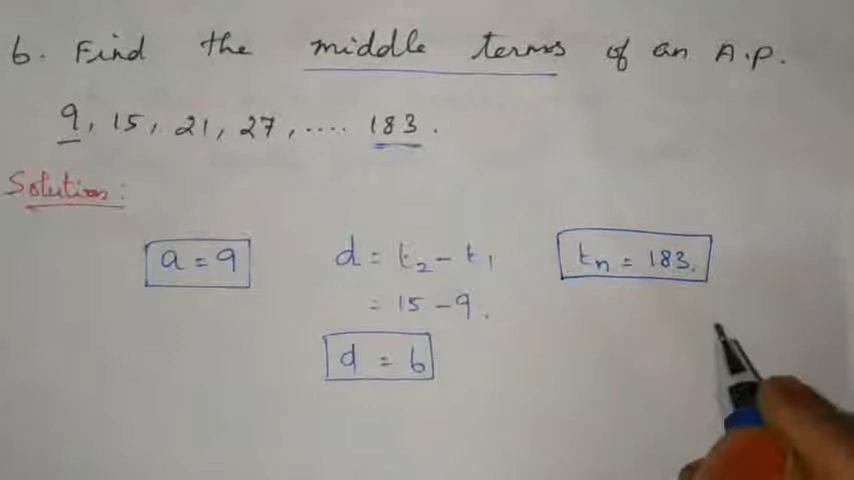 6. Find the middle terms of an A.P.
9, 15, 21, 27, .... 183.
Solution:
a = 9 d = t₂ - t₁ tₙ = 183.
= 15 - 9.
d = 6